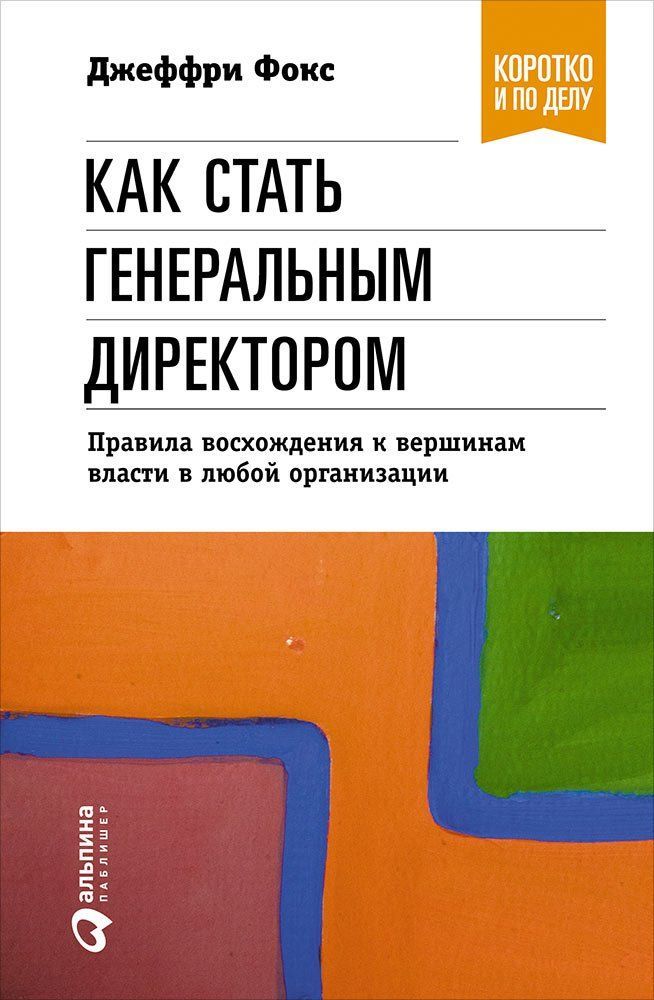 Джеффри Фокс
КОРОТКО
И ПО ДЕЛУ
КАК СТАТЬ
ГЕНЕРАЛЬНЫМ
ДИРЕКТОРОМ
Правила восхождения к вершинам
власти в любой организации
альпина
ПАБЛИШЕР